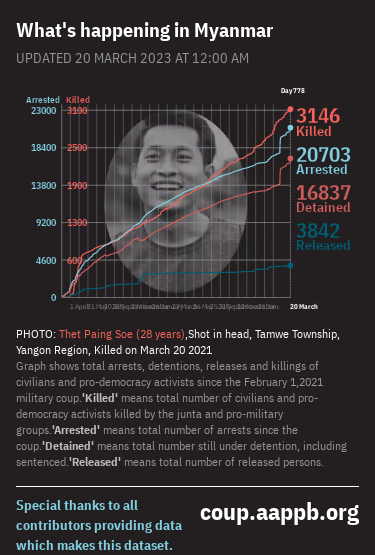 What's happening in Myanmar
UPDATED 20 MARCH 2023 AT 12:00 AM
Day778
Arrested Killed
23000 3100
18400 2500
13800 1900
9200 1300
4600 600
0
3146
Killed
20703
Arrested
16837
Detained
3842
Released
1 April
20 March
PHOTO: Thet Paing Soe (28 years),Shot in head, Tamwe Township,
Yangon Region, Killed on March 20 2021
Graph shows total arrests, detentions, releases and killings of
civilians and pro-democracy activists since the February 1,2021
military coup.'Killed' means total number of civilians and pro-
democracy activists killed by the junta and pro-military
groups.'Arrested' means total number of arrests since the
coup.'Detained' means total number still under detention, including
sentenced.'Released' means total number of released persons.
Special thanks to all
contributors providing data
which makes this dataset.
coup.aappb.org